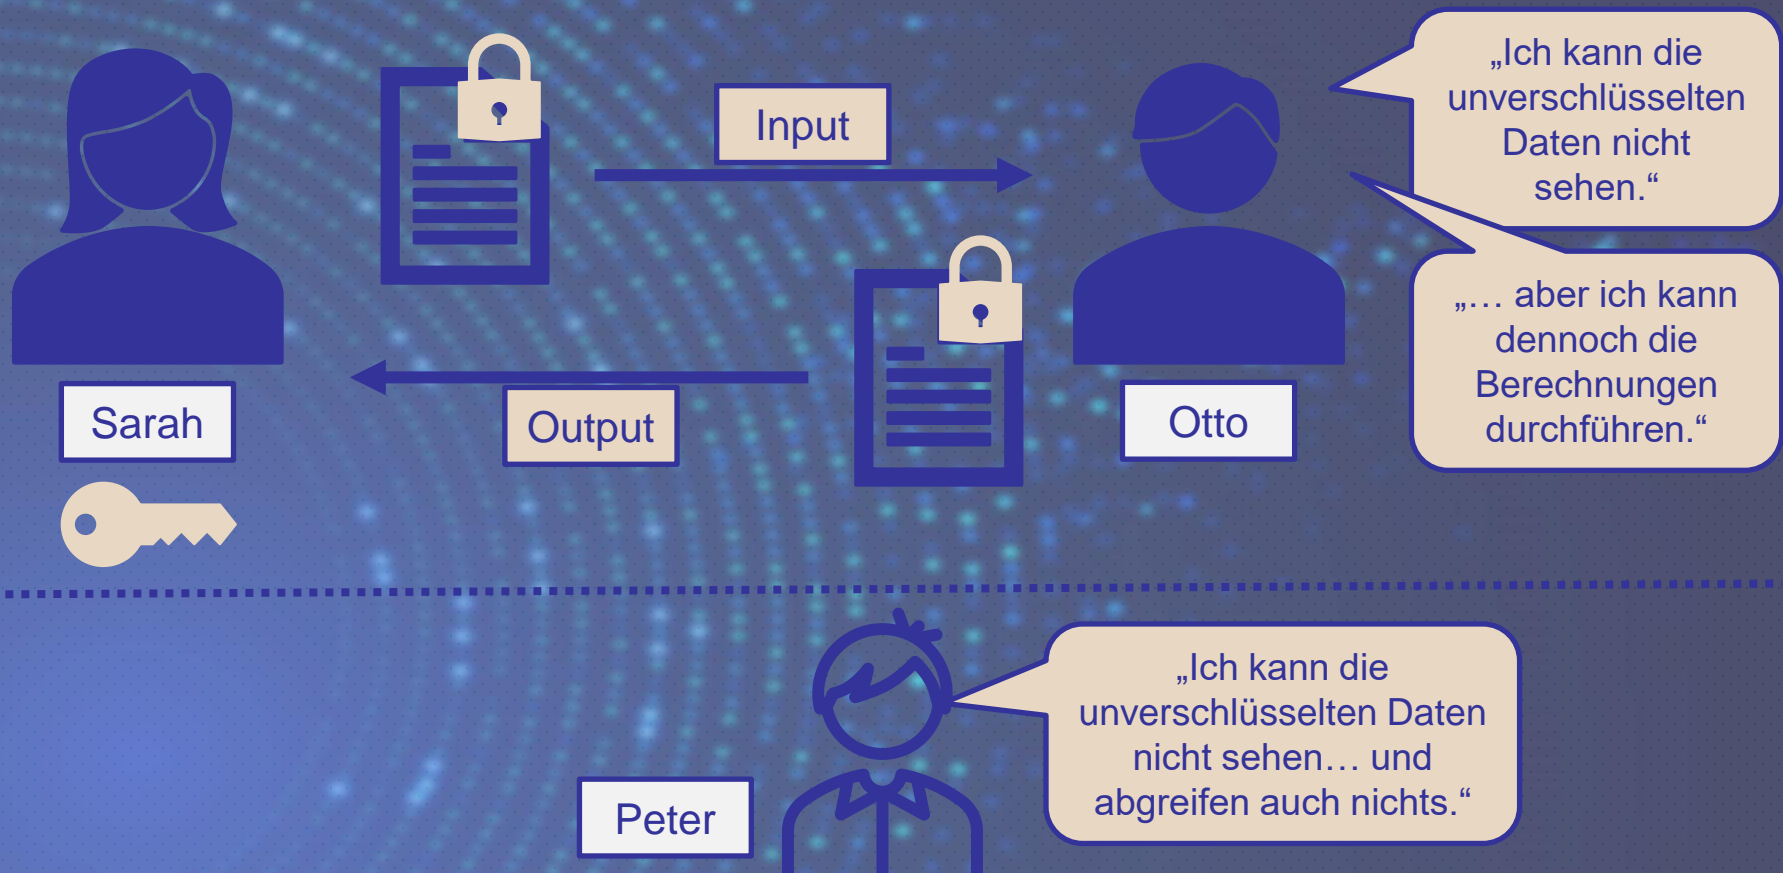 Input
„Ich kann die
unverschlüsselten
Daten nicht
sehen.“
„… aber ich kann
dennoch die
Berechnungen
durchführen.“
Sarah
Output
Otto
„Ich kann die
unverschlüsselten Daten
nicht sehen… und
abgreifen auch nichts.“
Peter